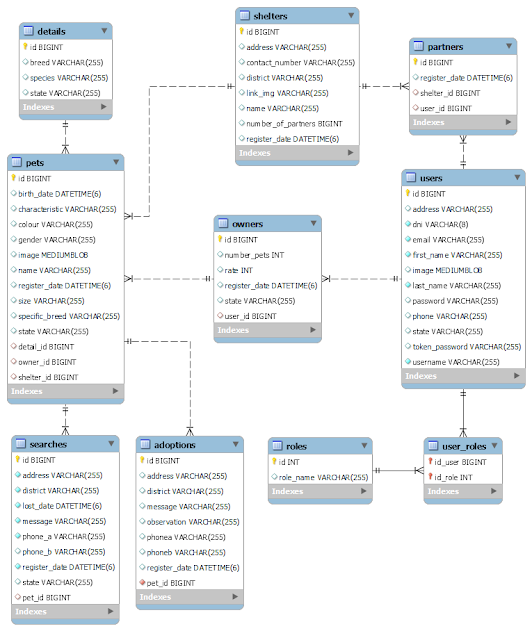 details
id BIGINT
breed VARCHAR(255)
species VARCHAR(255)
state VARCHAR(255)
Indexes
shelters
id BIGINT
address VARCHAR(255)
contact_number VARCHAR(255)
district VARCHAR(255)
link_img VARCHAR(255)
name VARCHAR(255)
number_of_partners BIGINT
register_date DATETIME(6)
Indexes
partners
id BIGINT
register_date DATETIME(6)
shelter_id BIGINT
user_id BIGINT
Indexes
pets
id BIGINT
birth_date DATETIME(6)
characteristic VARCHAR(255)
colour VARCHAR(255)
gender VARCHAR(255)
image MEDIUMBLOB
name VARCHAR(255)
register_date DATETIME(6)
size VARCHAR(255)
specific_breed VARCHAR(255)
state VARCHAR(255)
detail_id BIGINT
owner_id BIGINT
shelter_id BIGINT
Indexes
owners
id BIGINT
number_pets INT
rate INT
register_date DATETIME(6)
state VARCHAR(255)
user_id BIGINT
Indexes
users
id BIGINT
address VARCHAR(255)
dni VARCHAR(8)
email VARCHAR(255)
first_name VARCHAR(255)
image MEDIUMBLOB
last_name VARCHAR(255)
password VARCHAR(255)
phone VARCHAR(255)
state VARCHAR(255)
token_password VARCHAR(255)
username VARCHAR(255)
Indexes
searches
id BIGINT
address VARCHAR(255)
district VARCHAR(255)
lost_date DATETIME(6)
message VARCHAR(255)
phone_a VARCHAR(255)
phone_b VARCHAR(255)
register_date DATETIME(6)
state VARCHAR(255)
pet_id BIGINT
Indexes
adoptions
id BIGINT
address VARCHAR(255)
district VARCHAR(255)
message VARCHAR(255)
observation VARCHAR(255)
phonea VARCHAR(255)
phoneb VARCHAR(255)
register_date DATETIME(6)
pet_id BIGINT
Indexes
roles
id INT
role_name VARCHAR(255)
Indexes
user_roles
id_user BIGINT
id_role INT
Indexes